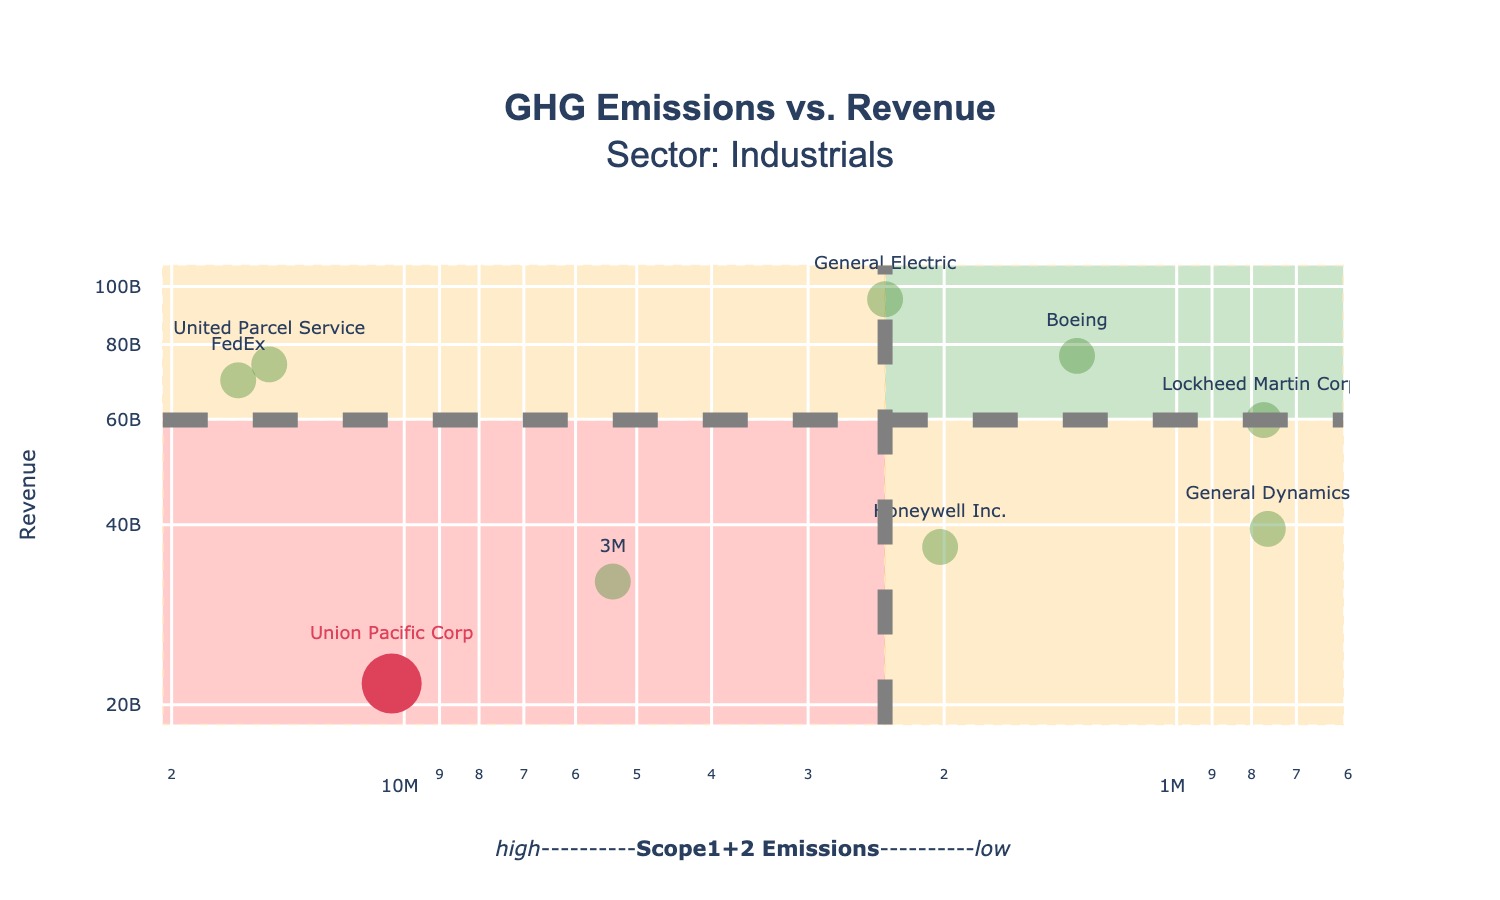 GHG Emissions vs. Revenue
Sector: Industrials
General Electric
100B
Boeing
United Parcel Service
FedEx
80B
Lockheed Martin Corp
60B
General Dynamics
Honeywell Inc.
40B
3M
Union Pacific Corp
20B
Revenue
2 10M 9 8 7 6 5 4 3 2 1M 9 8 7 6
high----------Scope1+2 Emissions----------low